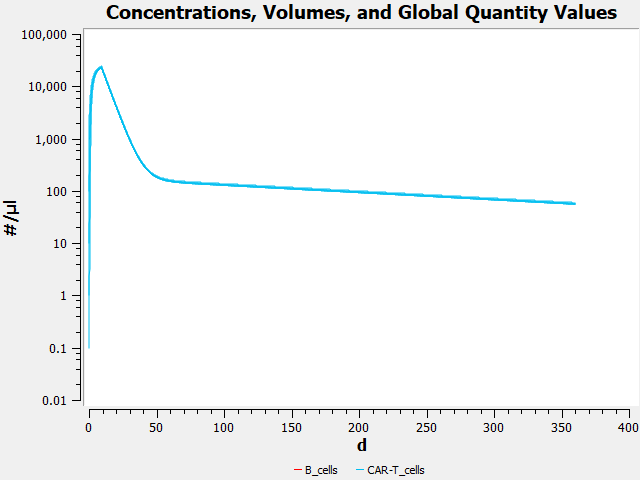 Concentrations, Volumes, and Global Quantity Values
100,000
10,000
1,000
100
10
1
0.1
0.01
#/µl
0 50 100 150 200 250 300 350 400
d
B_cells CAR-T_cells